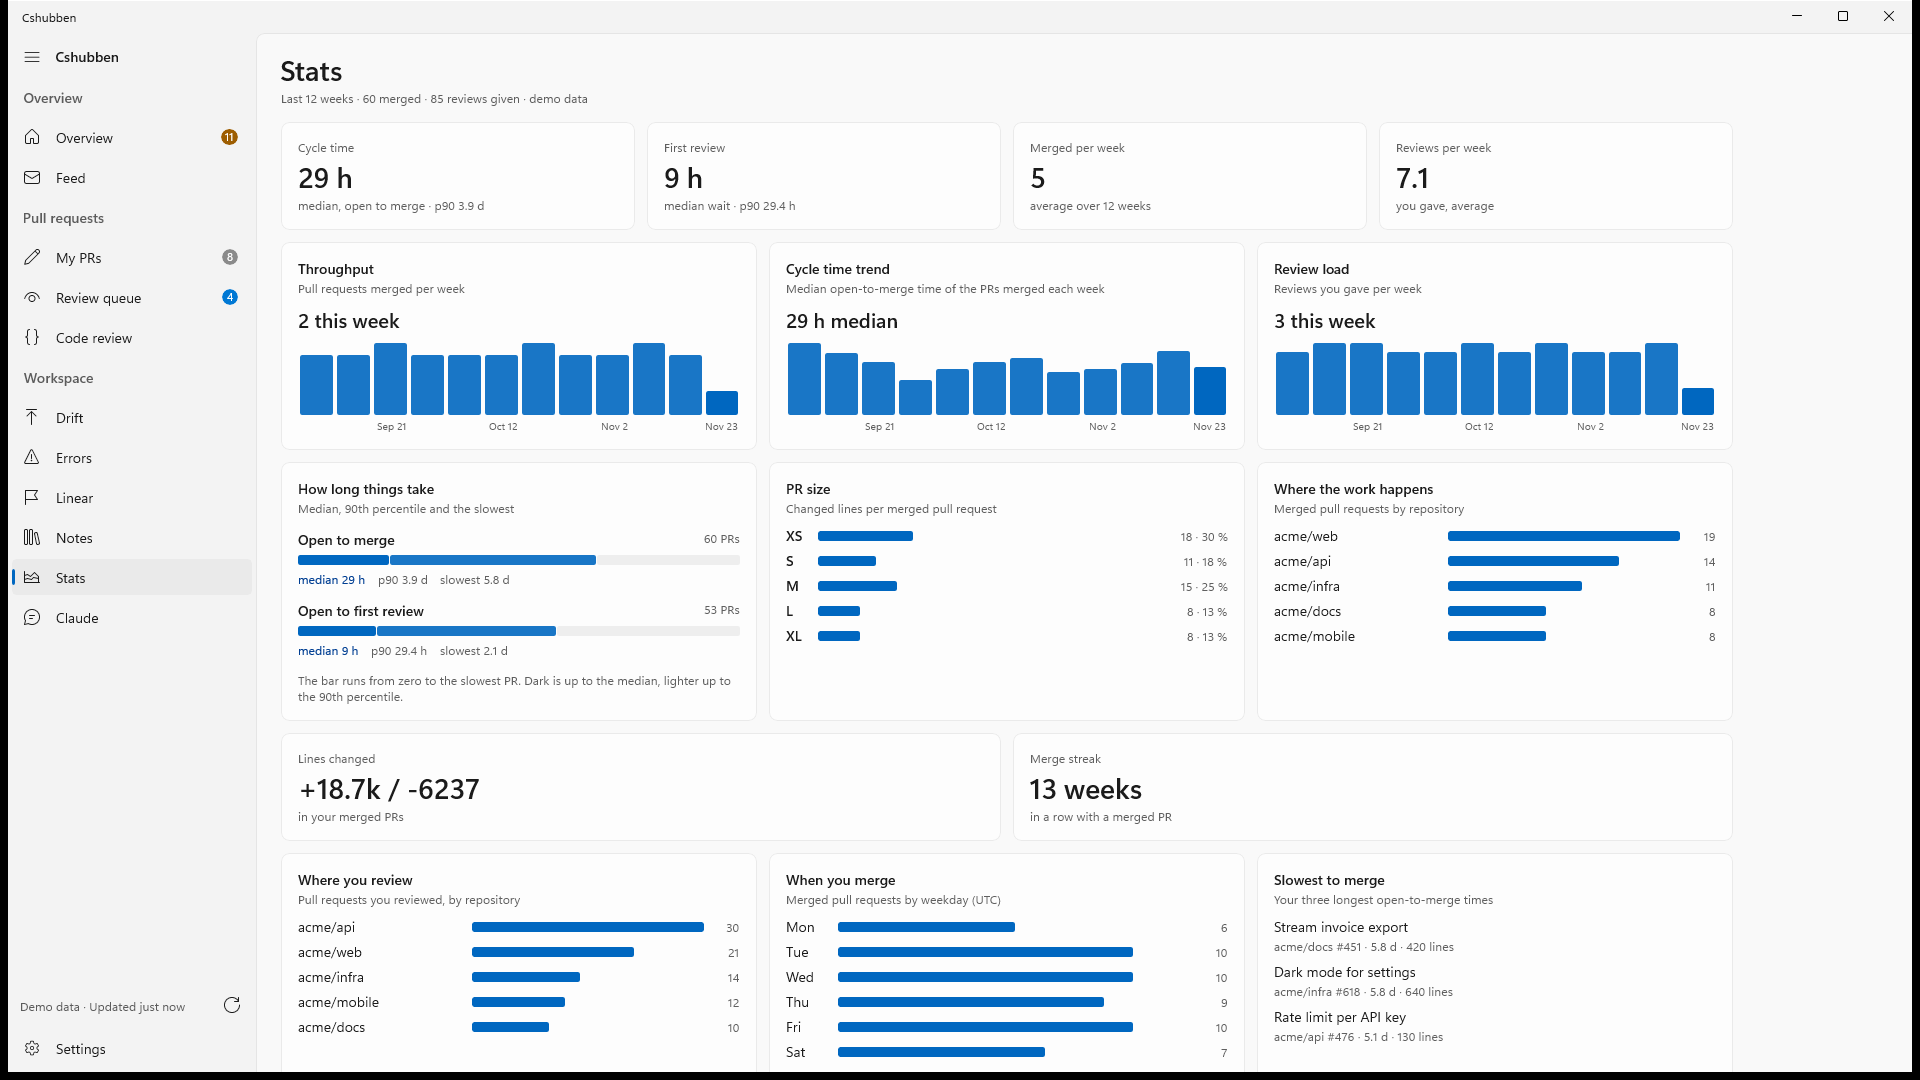 Cshubben
Cshubben
Overview
Overview 11
Feed
Pull requests
My PRs 8
Review queue 4
Code review
Workspace
Drift
Errors
Linear
Notes
Stats
Claude
Demo data · Updated just now
Settings
Stats
Last 12 weeks · 60 merged · 85 reviews given · demo data
Cycle time
29 h
median, open to merge · p90 3.9 d
First review
9 h
median wait · p90 29.4 h
Merged per week
5
average over 12 weeks
Reviews per week
7.1
you gave, average
Throughput
Pull requests merged per week
2 this week
Sep 21 Oct 12 Nov 2 Nov 23
Cycle time trend
Median open-to-merge time of the PRs merged each week
29 h median
Sep 21 Oct 12 Nov 2 Nov 23
Review load
Reviews you gave per week
3 this week
Sep 21 Oct 12 Nov 2 Nov 23
How long things take
Median, 90th percentile and the slowest
Open to merge 60 PRs
median 29 h p90 3.9 d slowest 5.8 d
Open to first review 53 PRs
median 9 h p90 29.4 h slowest 2.1 d
The bar runs from zero to the slowest PR. Dark is up to the median, lighter up to
the 90th percentile.
PR size
Changed lines per merged pull request
XS 18 · 30 %
S 11 · 18 %
M 15 · 25 %
L 8 · 13 %
XL 8 · 13 %
Where the work happens
Merged pull requests by repository
acme/web 19
acme/api 14
acme/infra 11
acme/docs 8
acme/mobile 8
Lines changed
+18.7k / -6237
in your merged PRs
Merge streak
13 weeks
in a row with a merged PR
Where you review
Pull requests you reviewed, by repository
acme/api 30
acme/web 21
acme/infra 14
acme/mobile 12
acme/docs 10
When you merge
Merged pull requests by weekday (UTC)
Mon 6
Tue 10
Wed 10
Thu 9
Fri 10
Sat 7
Slowest to merge
Your three longest open-to-merge times
Stream invoice export
acme/docs #451 · 5.8 d · 420 lines
Dark mode for settings
acme/infra #618 · 5.8 d · 640 lines
Rate limit per API key
acme/api #476 · 5.1 d · 130 lines